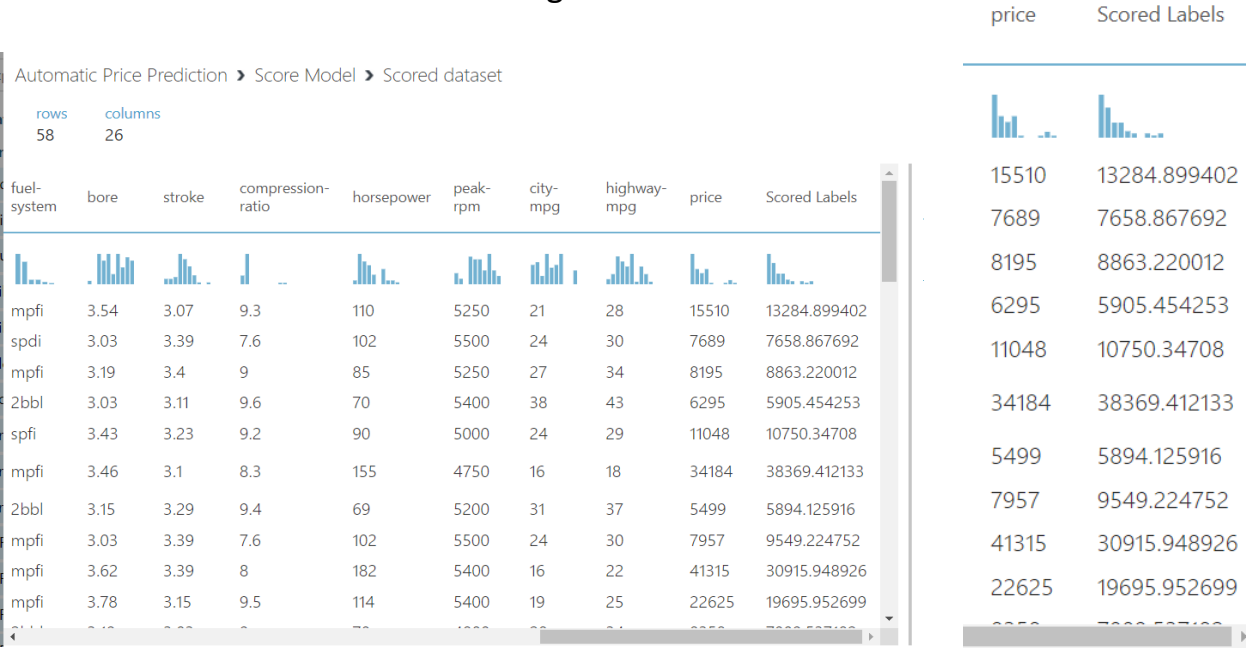 Automatic Price Prediction > Score Model > Scored dataset
rows columns
58 26
fuel-system bore stroke compression-ratio horsepower peak-rpm city-mpg highway-mpg price Scored Labels
mpfi 3.54 3.07 9.3 110 5250 21 28 15510 13284.899402
spdi 3.03 3.39 7.6 102 5500 24 30 7689 7658.867692
mpfi 3.19 3.4 9 85 5250 27 34 8195 8863.220012
2bbl 3.03 3.11 9.6 70 5400 38 43 6295 5905.454253
spfi 3.43 3.23 9.2 90 5000 24 29 11048 10750.34708
mpfi 3.46 3.1 8.3 155 4750 16 18 34184 38369.412133
2bbl 3.15 3.29 9.4 69 5200 31 37 5499 5894.125916
mpfi 3.03 3.39 7.6 102 5500 24 30 7957 9549.224752
mpfi 3.62 3.39 8 182 5400 16 22 41315 30915.948926
mpfi 3.78 3.15 9.5 114 5400 19 25 22625 19695.952699
price Scored Labels
15510 13284.899402
7689 7658.867692
8195 8863.220012
6295 5905.454253
11048 10750.34708
34184 38369.412133
5499 5894.125916
7957 9549.224752
41315 30915.948926
22625 19695.952699